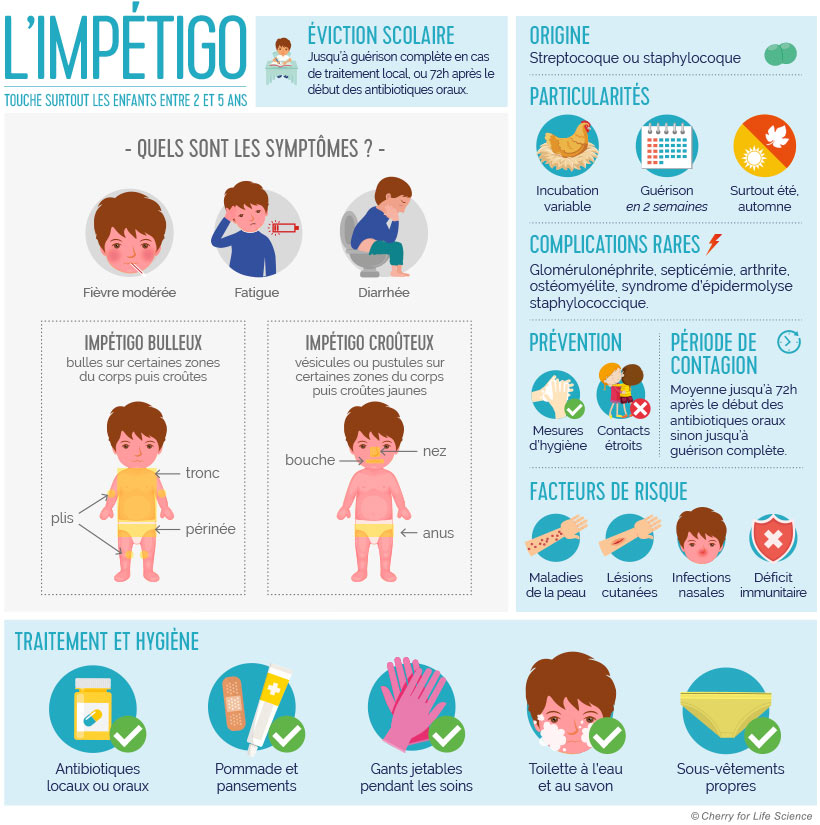 L'IMPÉTIGO
TOUCHE SURTOUT LES ENFANTS ENTRE 2 ET 5 ANS
ÉVICTION SCOLAIRE
Jusqu'à guérison complète en cas
de traitement local, ou 72h après le
début des antibiotiques oraux.
- QUELS SONT LES SYMPTÔMES ? -
Fièvre modérée
Fatigue
Diarrhée
IMPÉTIGO BULLEUX
bulles sur certaines zones
du corps puis croûtes
tronc
plis
périnée
IMPÉTIGO CROÛTEUX
vésicules ou pustules sur
certaines zones du corps
puis croûtes jaunes
nez
bouche
anus
ORIGINE
Streptocoque ou staphylocoque
PARTICULARITÉS
Incubation
variable
Guérison
en 2 semaines
Surtout été,
automne
COMPLICATIONS RARES
Glomérulonéphrite, septicémie, arthrite,
ostéomyélite, syndrome d'épidermolyse
staphylococcique.
PRÉVENTION
Mesures
d'hygiène
Contacts
étroits
PÉRIODE DE
CONTAGION
Moyenne jusqu'à 72h
après le début des
antibiotiques oraux
sinon jusqu'à
guérison complète.
FACTEURS DE RISQUE
Maladies
de la peau
Lésions
cutanées
Infections
nasales
Déficit
immunitaire
TRAITEMENT ET HYGIÈNE
Antibiotiques
locaux ou oraux
Pommade et
pansements
Gants jetables
pendant les soins
Toilette à l'eau
et au savon
Sous-vêtements
propres
© Cherry for Life Science